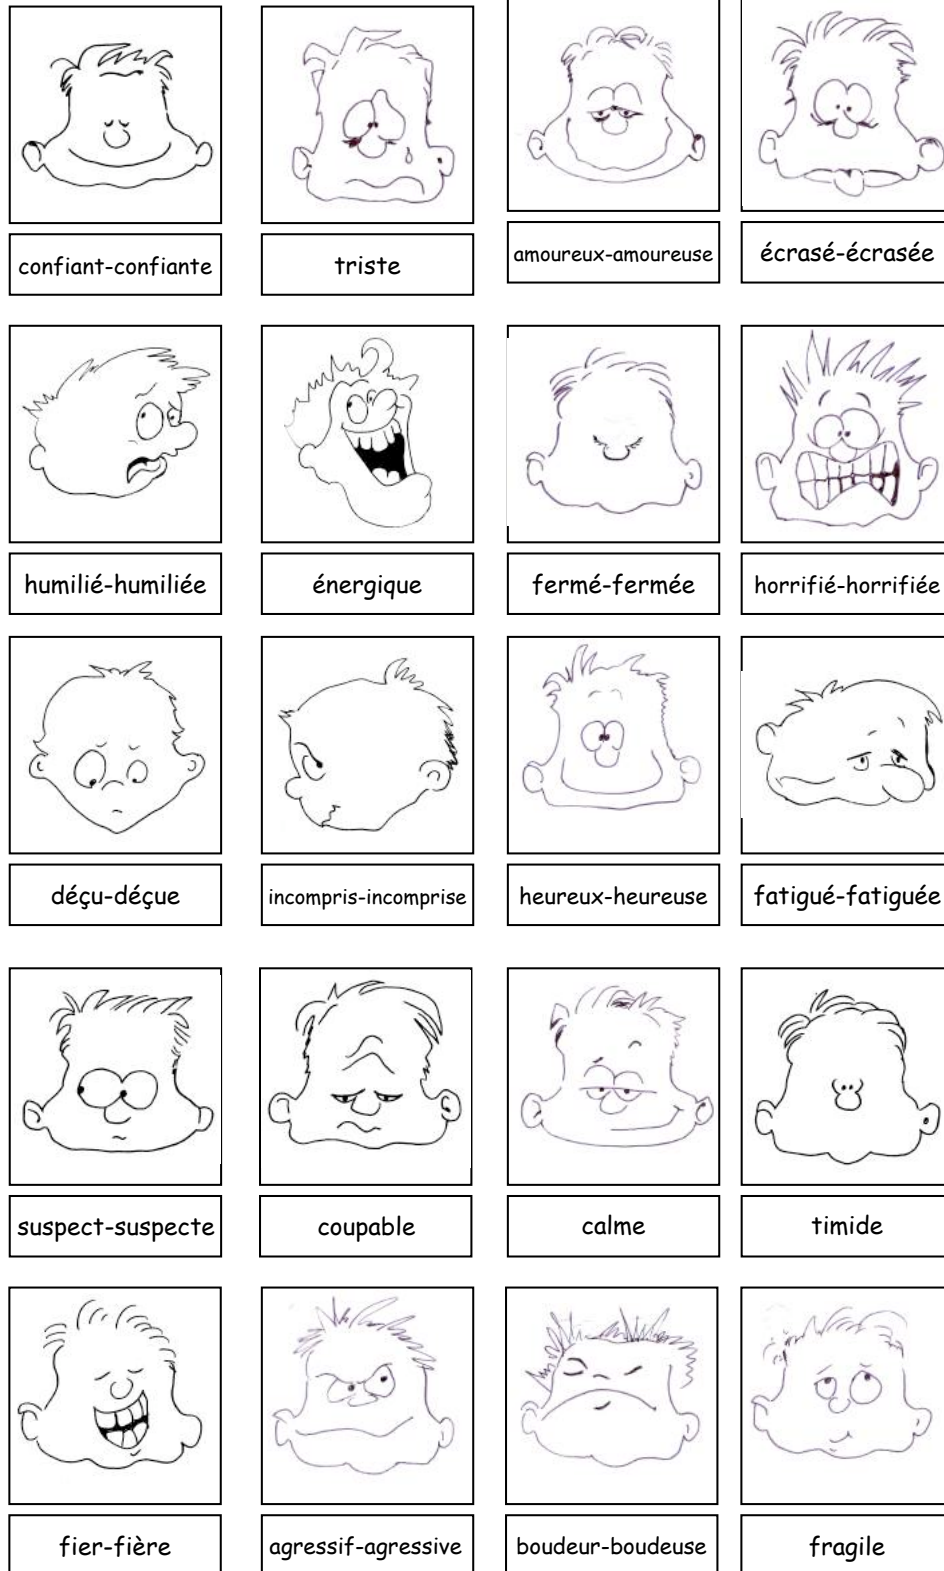 confiant-confiante
triste
amoureux-amoureuse
écrasé-écrasée
humilié-humiliée
énergique
fermé-fermée
horrifié-horrifiée
déçu-déçue
incompris-incomprise
heureux-heureuse
fatigué-fatiguée
suspect-suspecte
coupable
calme
timide
fier-fière
agressif-agressive
boudeur-boudeuse
fragile